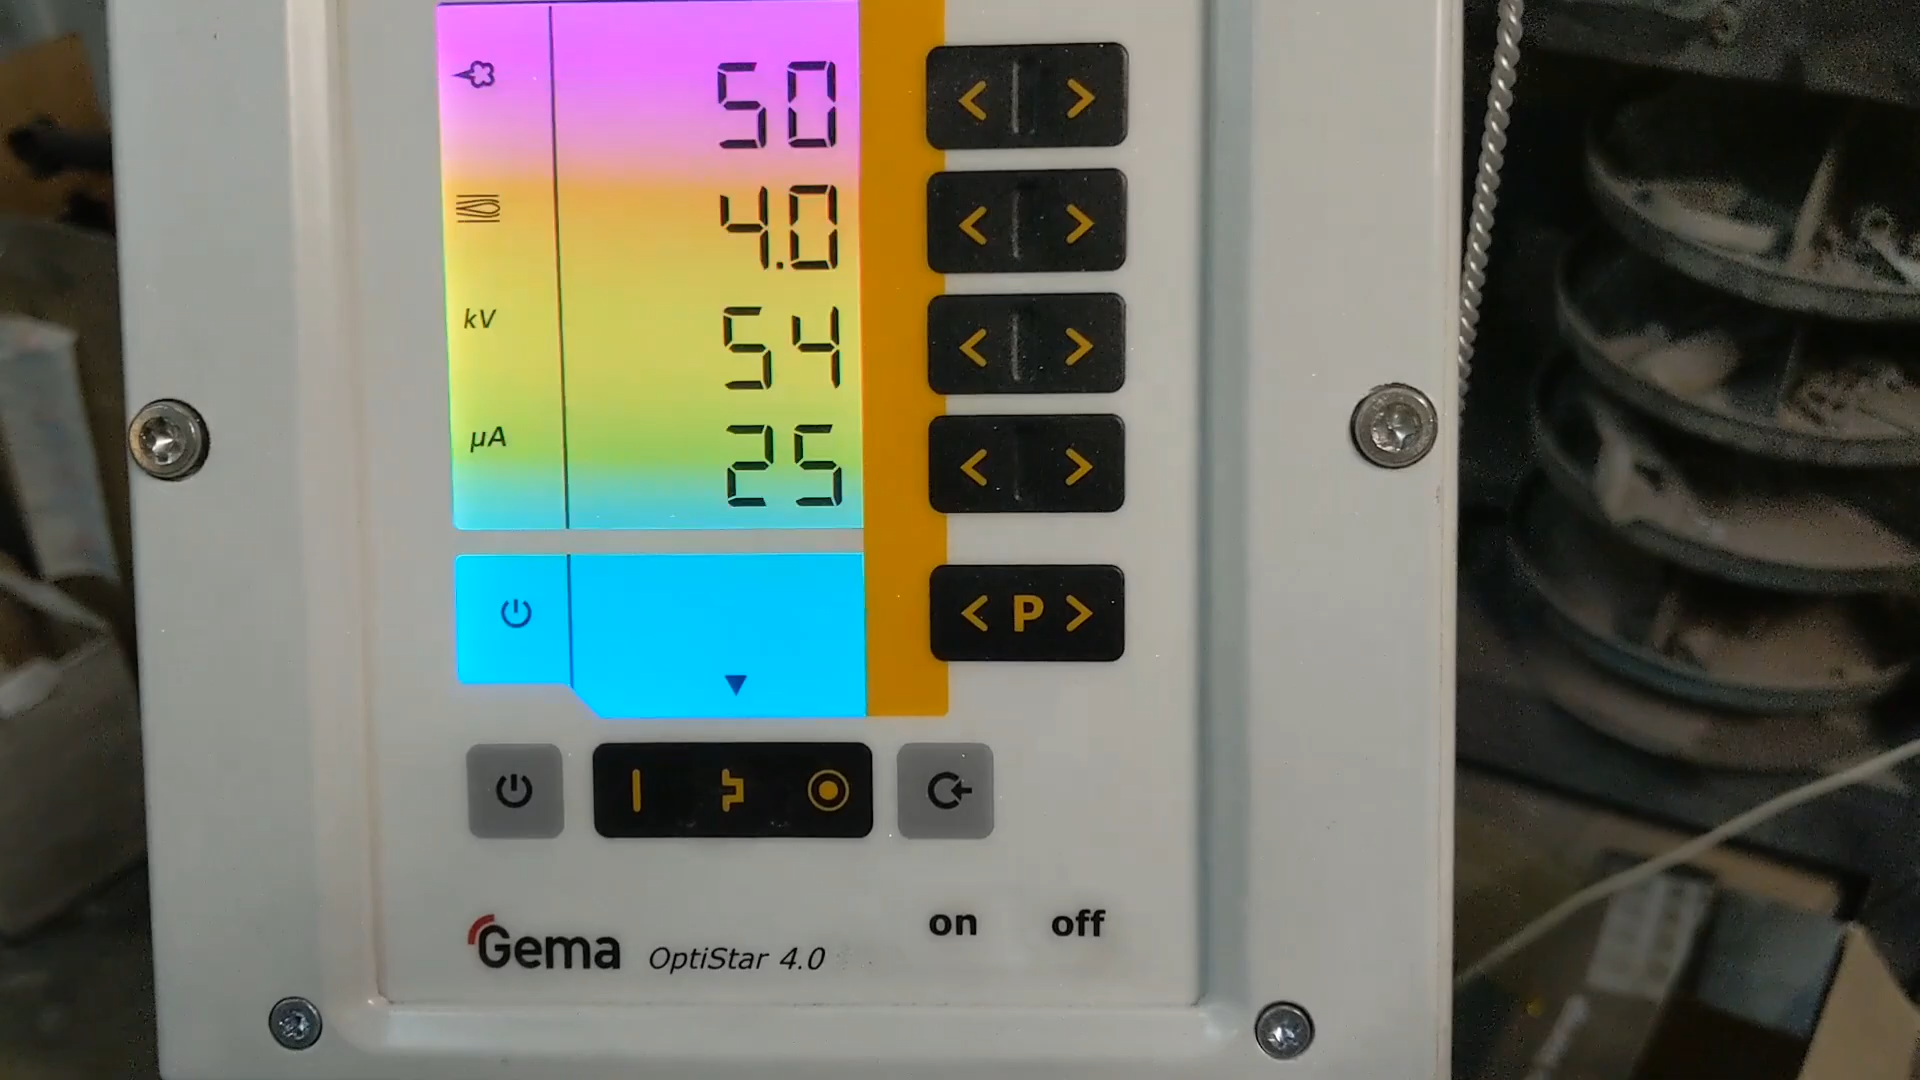 50
4.0
kV 54
µA 25
< >
< >
< >
< >
< P >
Gema OptiStar 4.0
on off